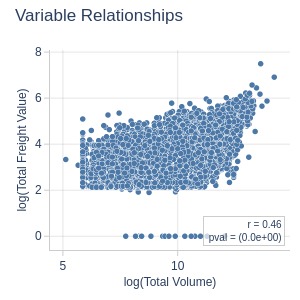 Variable Relationships
8
6
4
2
0
log(Total Freight Value)
r = 0.46
pval = (0.0e+00)
5
10
log(Total Volume)